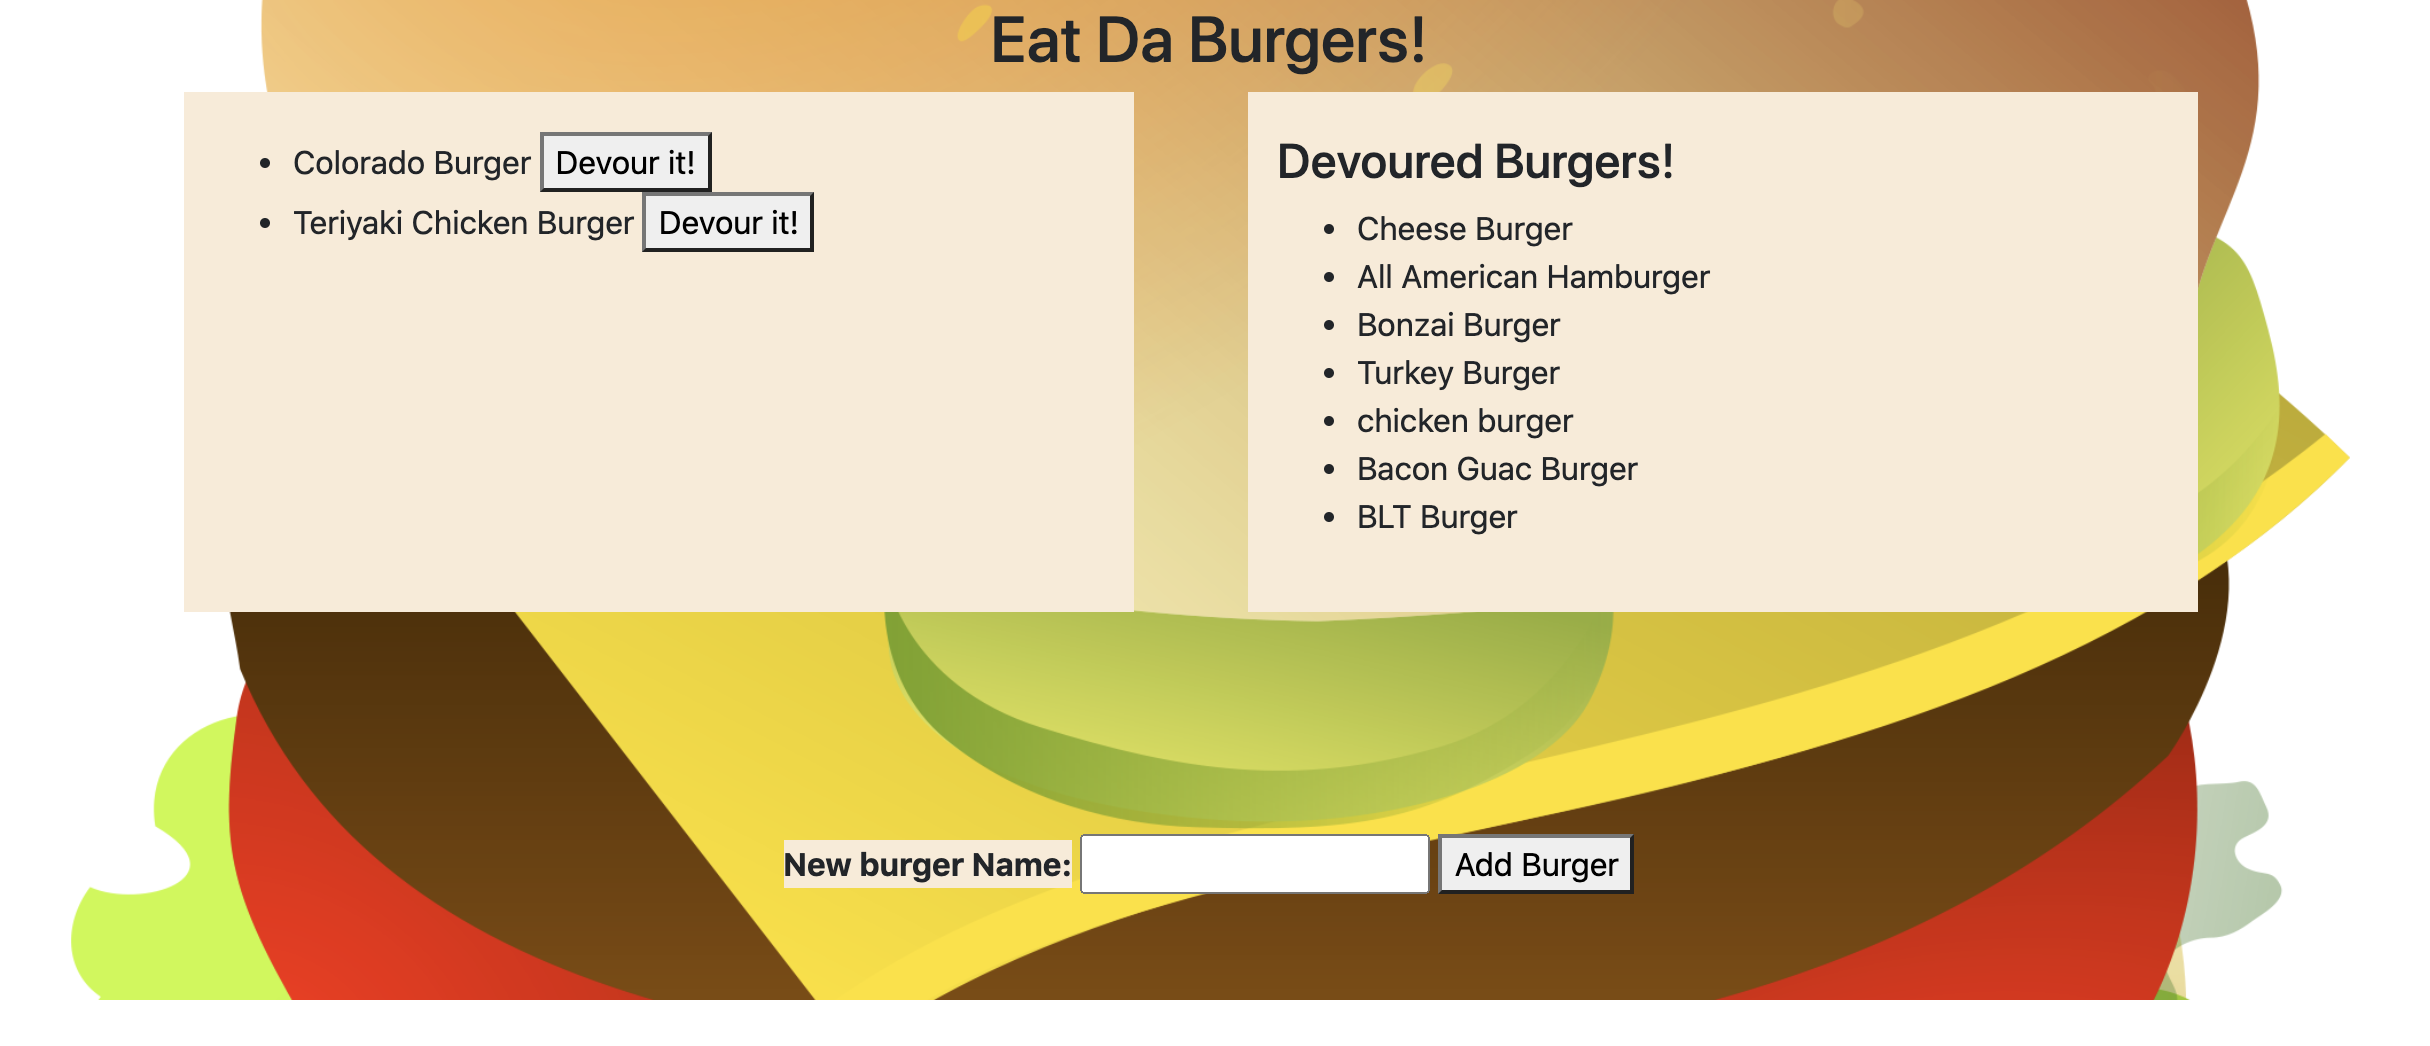 Eat Da Burgers!
Colorado Burger Devour it!
Teriyaki Chicken Burger Devour it!
Devoured Burgers!
Cheese Burger
All American Hamburger
Bonzai Burger
Turkey Burger
chicken burger
Bacon Guac Burger
BLT Burger
New burger Name: Add Burger